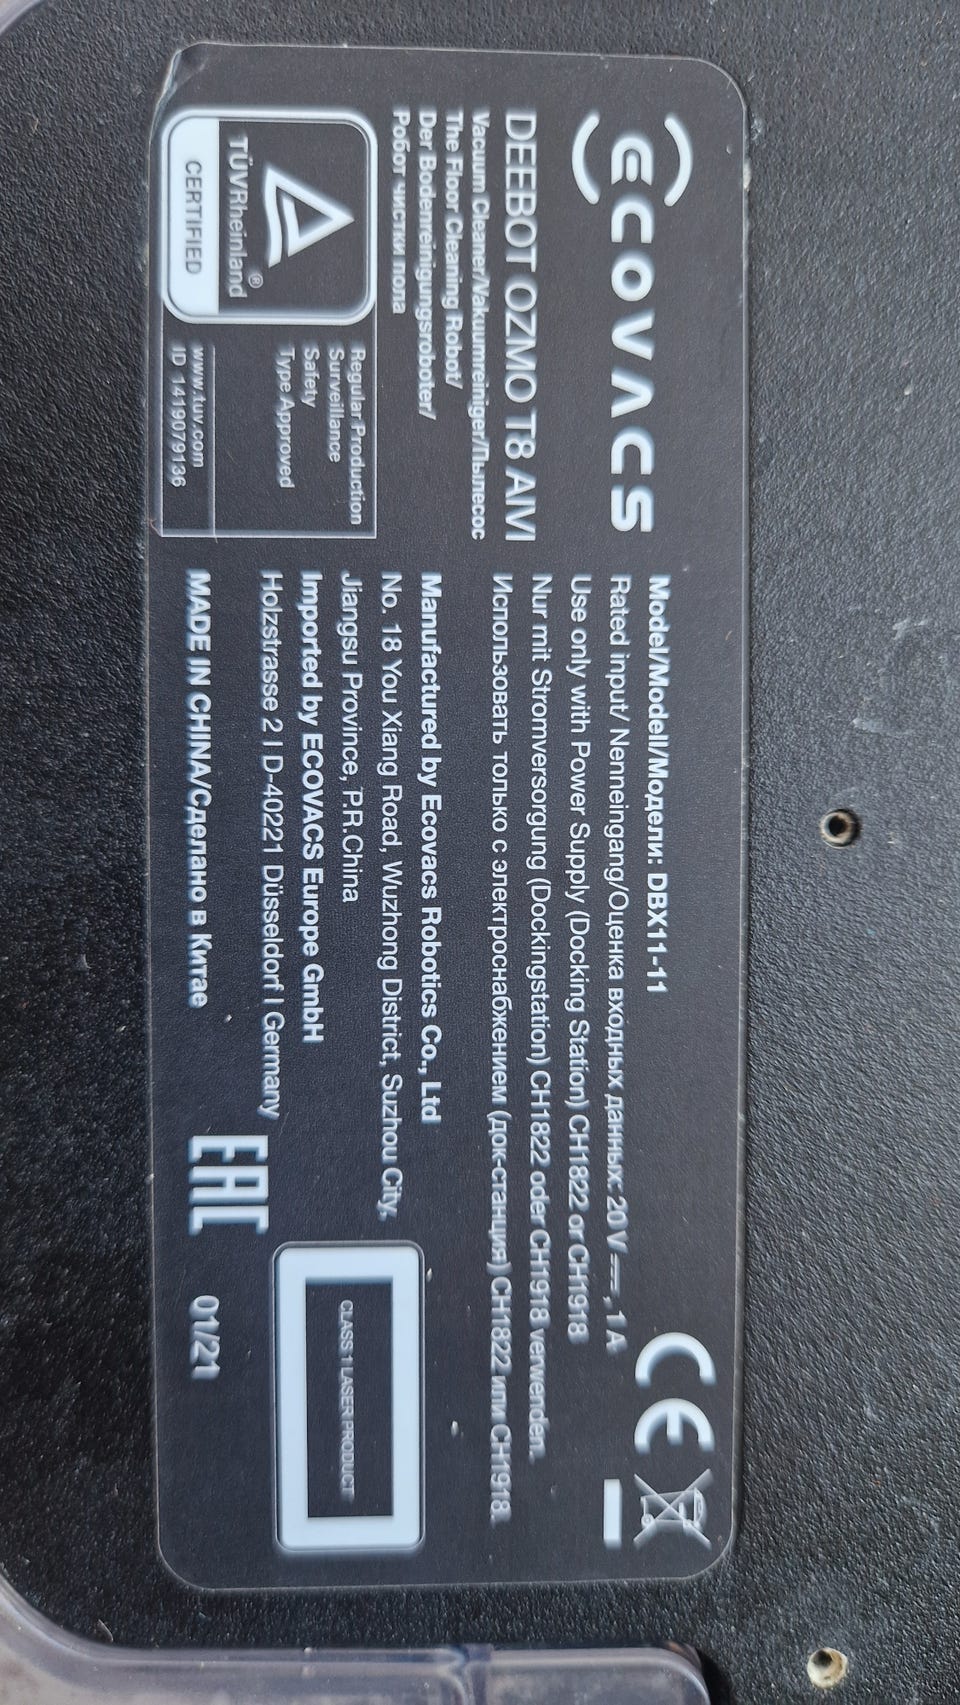 ECOVACS
DEEBOT OZMO T8 AIVI
Vacuum Cleaner/Vakuumreiniger/Пылесос
The Floor Cleaning Robot/
Der Bodenreinigungsroboter/
Робот чистки пола
TÜVRheinland®
CERTIFIED
Regular Production
Surveillance
Safety
Type Approved
www.tuv.com
ID 1419079136
Model/Modell/Модели: DBX11-11
Rated input/ Nenneingang/Оценка входных данных: 20V⎓, 1 A
Use only with Power Supply (Docking Station) CH1822 or CH1918
Nur mit Stromversorgung (Dockingstation) CH1822 oder CH1918 verwenden.
Использовать только с электроснабжением (док-станция) CH1822 или CH1918.
Manufactured by Ecovacs Robotics Co., Ltd
No. 18 You Xiang Road, Wuzhong District, Suzhou City,
Jiangsu Province, P.R.China
Imported by ECOVACS Europe GmbH
Holzstrasse 2 I D-40221 Düsseldorf I Germany
MADE IN CHINA/Сделано в Китае
EAC
01/21
CE
CLASS 1 LASER PRODUCT